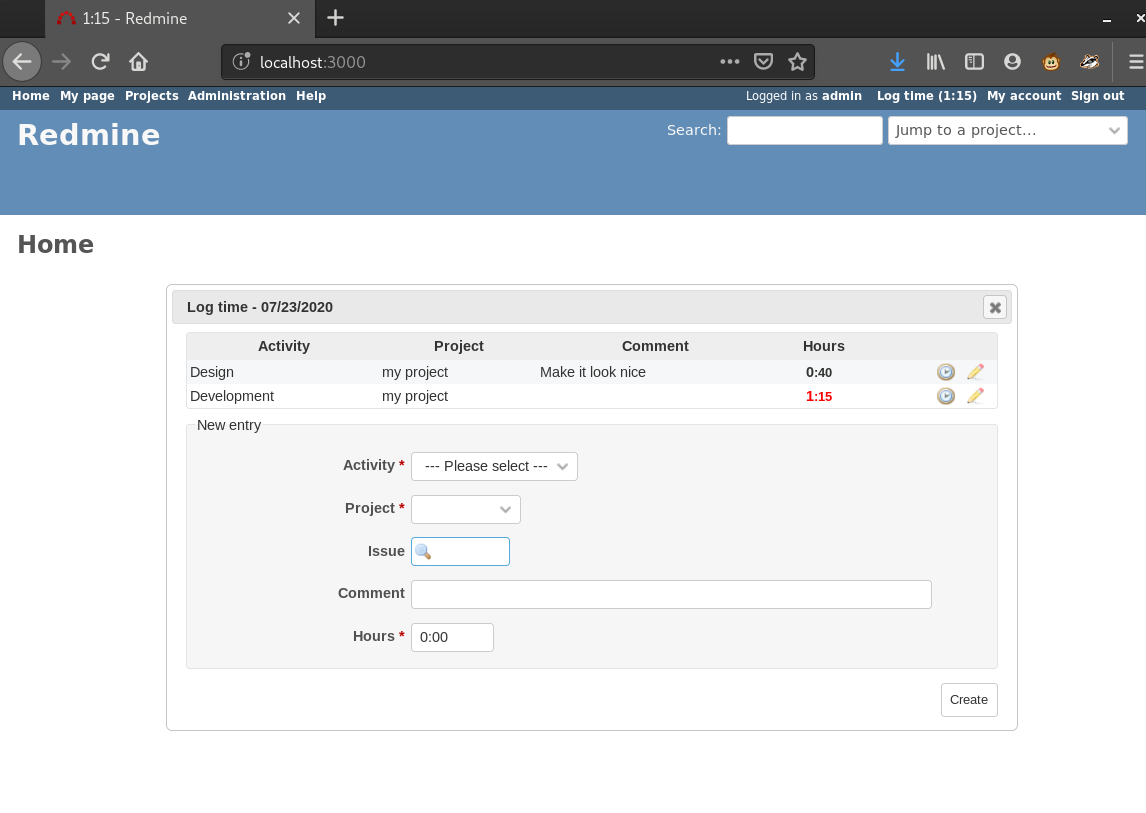 1:15 - Redmine
localhost:3000
Home My page Projects Administration Help Logged in as admin Log time (1:15) My account Sign out
Redmine Search: Jump to a project...
Home
Log time - 07/23/2020
Activity Project Comment Hours
Design my project Make it look nice 0:40
Development my project 1:15
New entry
Activity * --- Please select ---
Project *
Issue
Comment
Hours * 0:00
Create